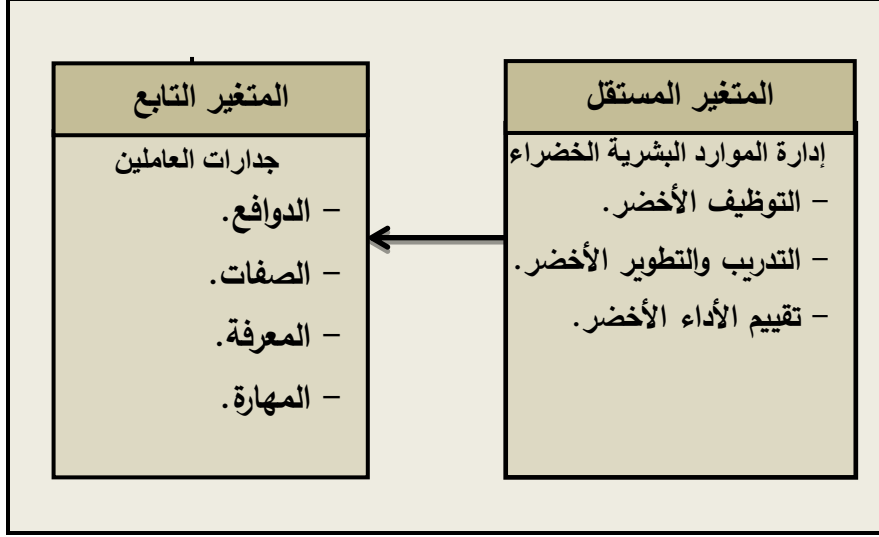 المتغير المستقل
إدارة الموارد البشرية الخضراء
– التوظيف الأخضر.
– التدريب والتطوير الأخضر.
– تقييم الأداء الأخضر.
المتغير التابع
جدارات العاملين
– الدوافع.
– الصفات.
– المعرفة.
– المهارة.